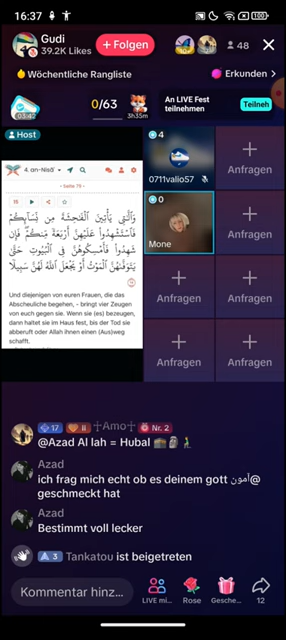 16:37
100%
Gudi
39.2K Likes
+ Folgen
48
Wöchentliche Rangliste
Erkunden >
03:42
0/63
3h35m
An LIVE Fest teilnehmen
Teilneh
Host
4. an-Nisāʾ
- Seite 79 -
وَٱلَّـٰتِى يَأْتِينَ ٱلْفَـٰحِشَةَ مِن نِّسَآئِكُمْ
فَٱسْتَشْهِدُوا۟ عَلَيْهِنَّ أَرْبَعَةً مِّنكُمْ فَإِن
شَهِدُوا۟ فَأَمْسِكُوهُنَّ فِى ٱلْبُيُوتِ حَتَّىٰ
يَتَوَفَّىٰهُنَّ ٱلْمَوْتُ أَوْ يَجْعَلَ ٱللَّهُ لَهُنَّ سَبِيلًا
Und diejenigen von euren Frauen, die das
Abscheuliche begehen, - bringt vier Zeugen
von euch gegen sie. Wenn sie (es) bezeugen,
dann haltet sie im Haus fest, bis der Tod sie
abberuft oder Allah ihnen einen (Aus)weg
schafft.
4
0711valio57
Anfragen
0
Mone
Anfragen
Anfragen
Anfragen
Anfragen
Anfragen
17
ii
Amo
Nr. 2
@Azad Al lah = Hubal
Azad
ich frag mich echt ob es deinem gott آمون@
geschmeckt hat
Azad
Bestimmt voll lecker
3
Tankatou ist beigetreten
Kommentar hinz...
LIVE mi...
Rose
Gesche...
12